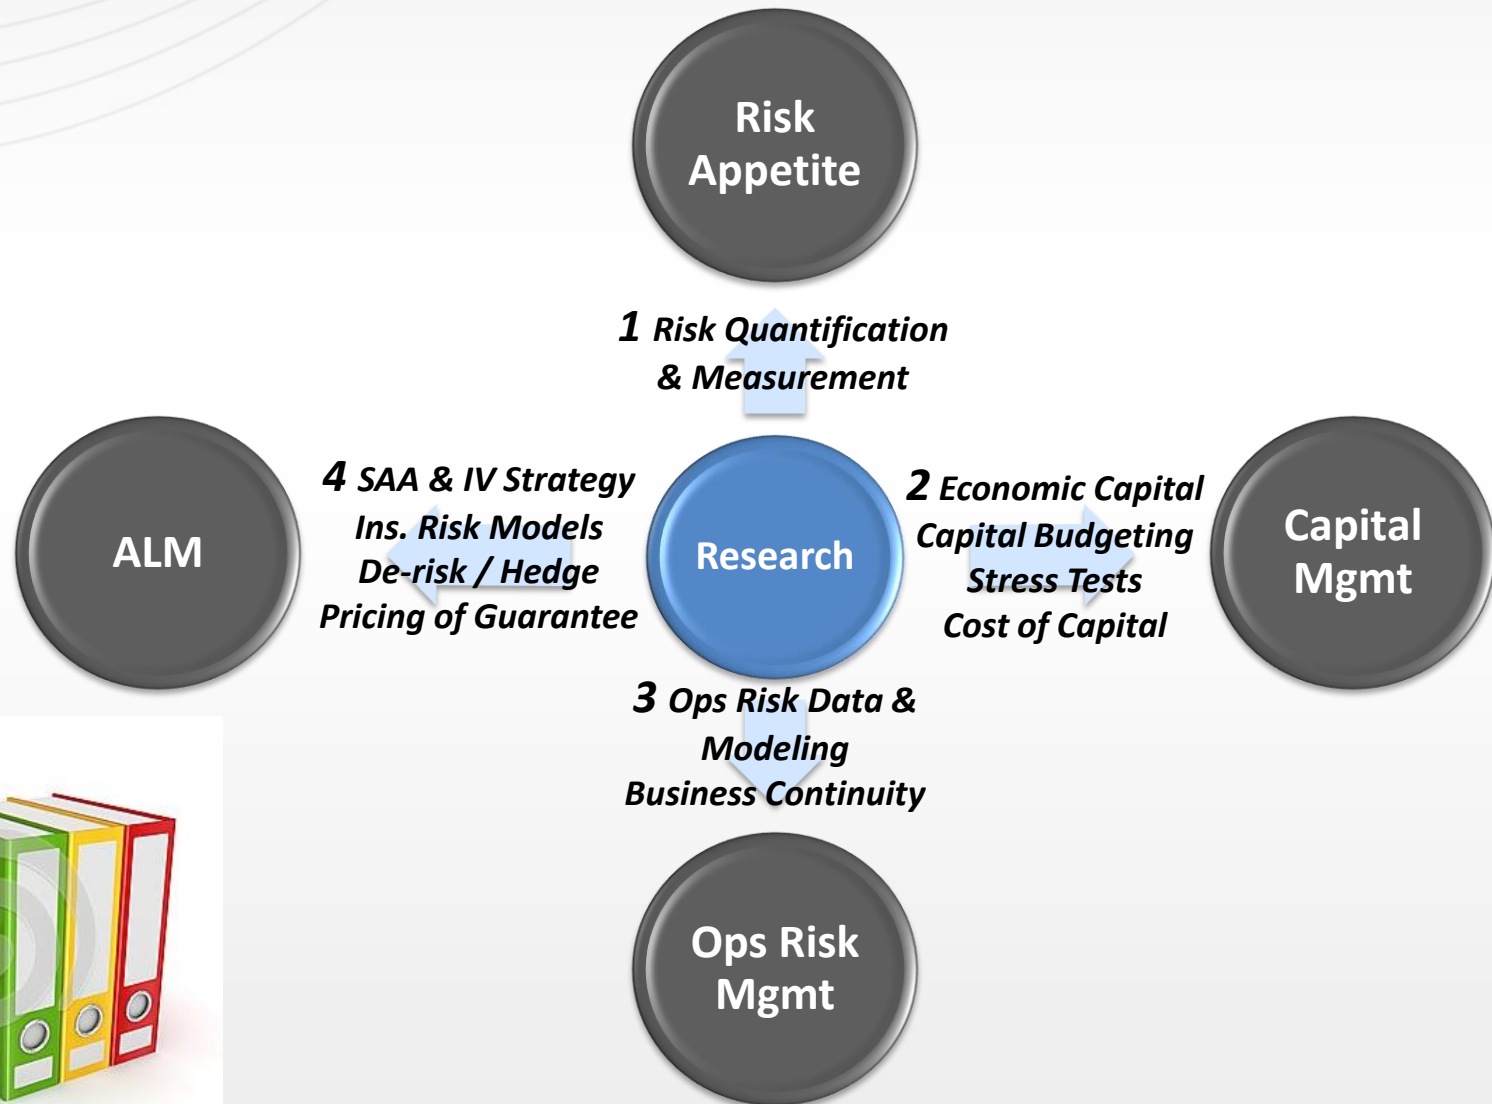 Risk
Appetite
1 Risk Quantification
& Measurement
ALM
4 SAA & IV Strategy
Ins. Risk Models
De-risk / Hedge
Pricing of Guarantee
Research
2 Economic Capital
Capital Budgeting
Stress Tests
Cost of Capital
Capital
Mgmt
3 Ops Risk Data &
Modeling
Business Continuity
Ops Risk
Mgmt